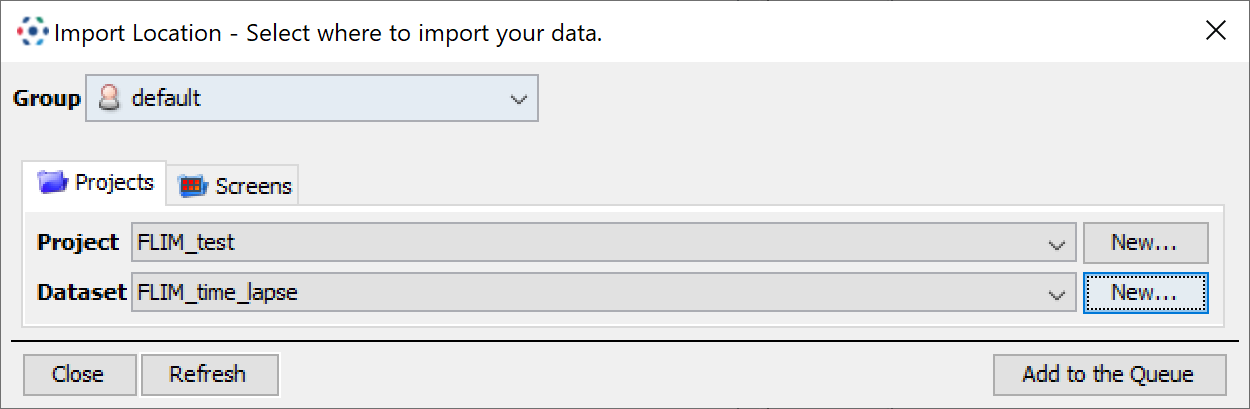 Import Location - Select where to import your data.
Group default
Projects Screens
Project FLIM_test New...
Dataset FLIM_time_lapse New...
Close Refresh Add to the Queue